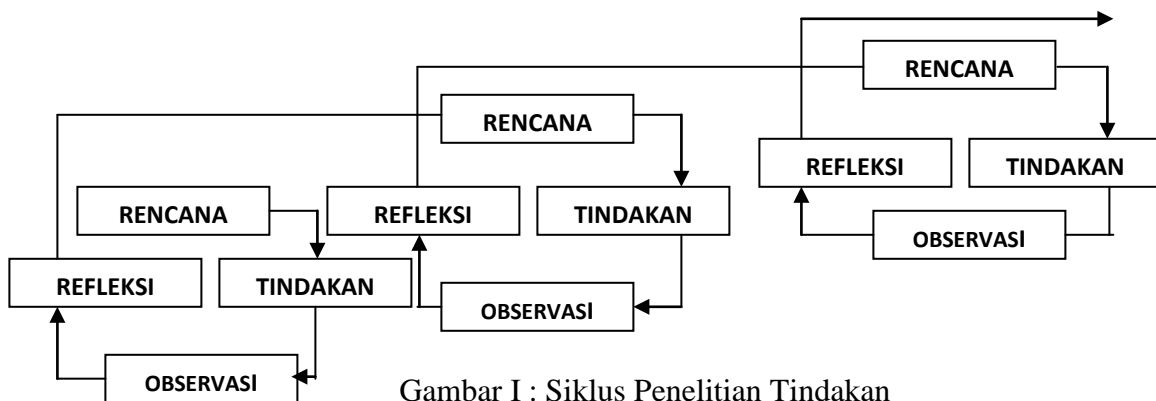 RENCANA
RENCANA
REFLEKSI
TINDAKAN
RENCANA
REFLEKSI
TINDAKAN
OBSERVASI
REFLEKSI
TINDAKAN
OBSERVASI
OBSERVASI
Gambar I : Siklus Penelitian Tindakan